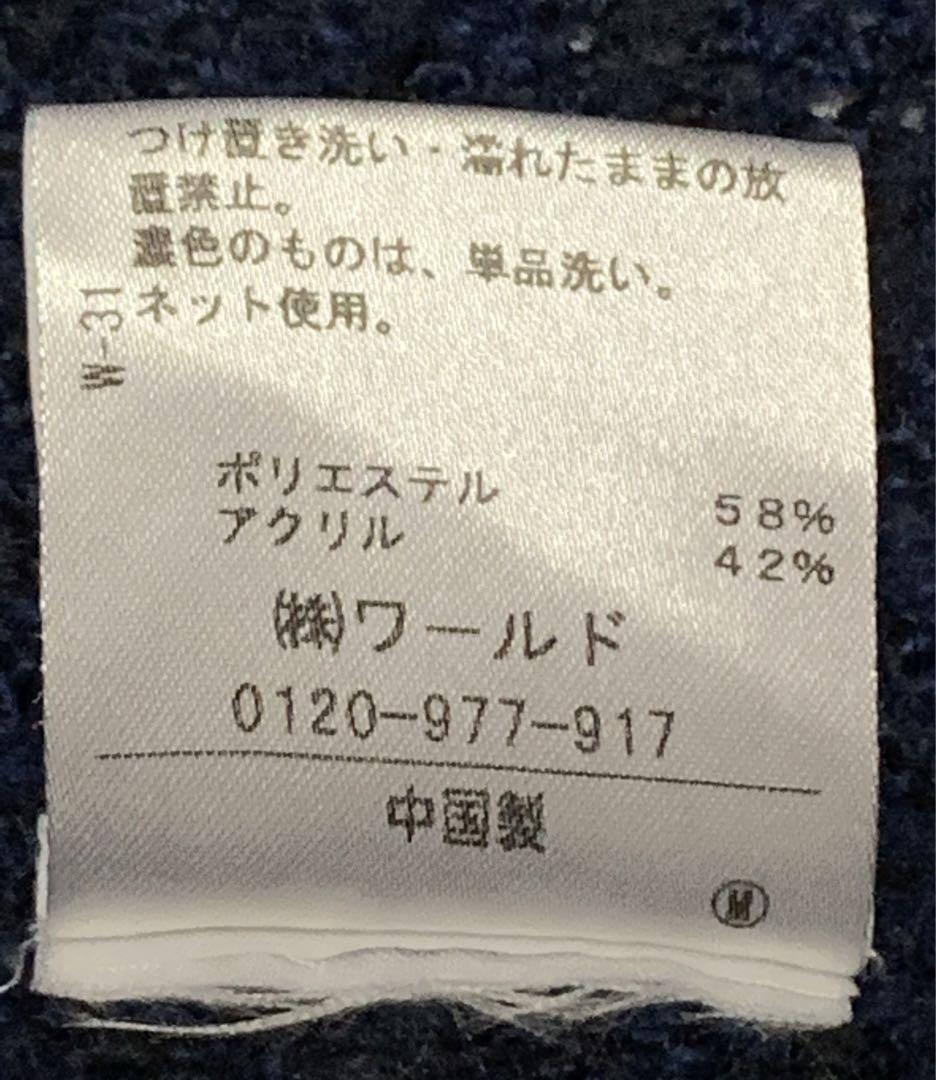 つけ置き洗い・濡れたままの放
置禁止。
濃色のものは、単品洗い。
ネット使用。
W-31
ポリエステル 58%
アクリル 42%
㈱ワールド
0120-977-917
中国製
Ⓜ